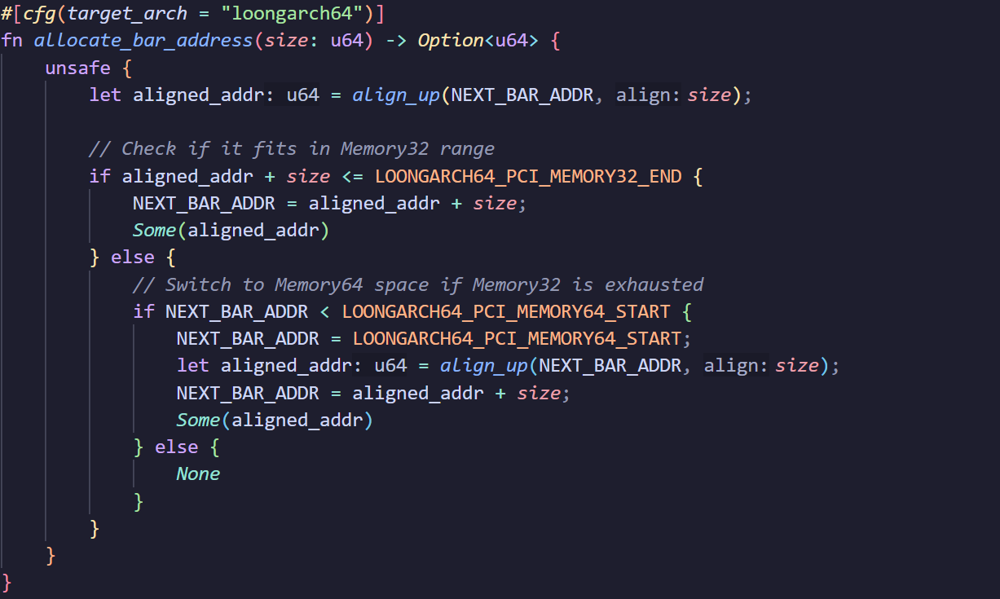 #[cfg(target_arch = "loongarch64")]
fn allocate_bar_address(size: u64) -> Option<u64> {
    unsafe {
        let aligned_addr: u64 = align_up(NEXT_BAR_ADDR, align: size);

        // Check if it fits in Memory32 range
        if aligned_addr + size <= LOONGARCH64_PCI_MEMORY32_END {
            NEXT_BAR_ADDR = aligned_addr + size;
            Some(aligned_addr)
        } else {
            // Switch to Memory64 space if Memory32 is exhausted
            if NEXT_BAR_ADDR < LOONGARCH64_PCI_MEMORY64_START {
                NEXT_BAR_ADDR = LOONGARCH64_PCI_MEMORY64_START;
                let aligned_addr: u64 = align_up(NEXT_BAR_ADDR, align: size);
                NEXT_BAR_ADDR = aligned_addr + size;
                Some(aligned_addr)
            } else {
                None
            }
        }
    }
}